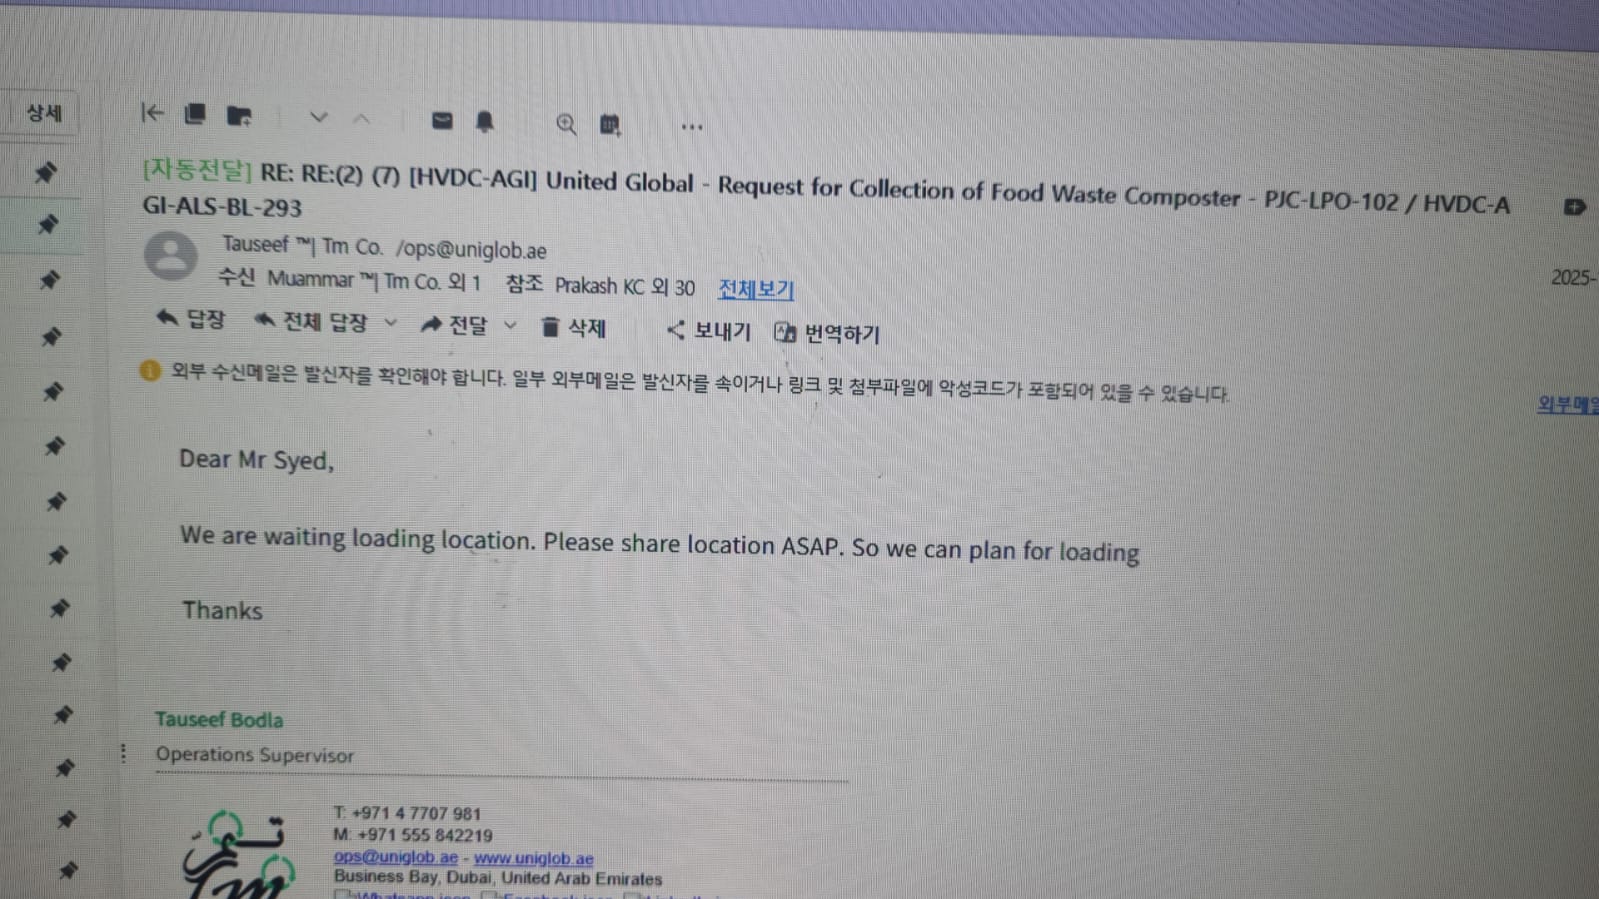 상세
[자동전달] RE: RE:(2) (7) [HVDC-AGI] United Global - Request for Collection of Food Waste Composter - PJC-LPO-102 / HVDC-A
GI-ALS-BL-293
Tauseef ™| Tm Co. /ops@uniglob.ae
수신 Muammar ™| Tm Co. 외 1 참조 Prakash KC 외 30 전체보기
2025-
답장 전체 답장 전달 삭제 보내기 번역하기
외부 수신메일은 발신자를 확인해야 합니다. 일부 외부메일은 발신자를 속이거나 링크 및 첨부파일에 악성코드가 포함되어 있을 수 있습니다.
외부메일
Dear Mr Syed,
We are waiting loading location. Please share location ASAP. So we can plan for loading
Thanks
Tauseef Bodla
Operations Supervisor
T: +971 4 7707 981
M: +971 555 842219
ops@uniglob.ae - www.uniglob.ae
Business Bay, Dubai, United Arab Emirates
Tm